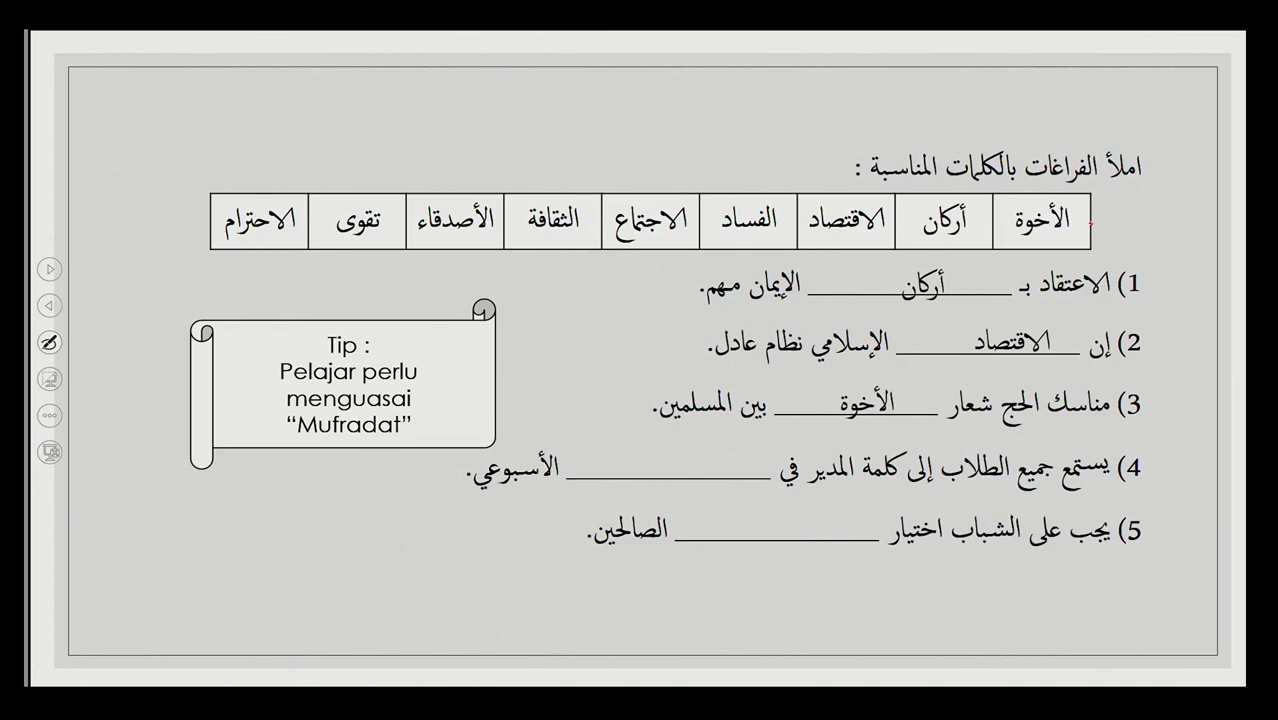 املأ الفراغات بالكلمات المناسبة :
الأخوة أركان الاقتصاد الفساد الاجتماع الثقافة الأصدقاء تقوى الاحترام
1) الاعتقاد بـ أركان الإيمان مهم.
2) إن الاقتصاد الإسلامي نظام عادل.
3) مناسك الحج شعار الأخوة بين المسلمين.
4) يستمع جميع الطلاب إلى كلمة المدير في ____________ الأسبوعي.
5) يجب على الشباب اختيار ____________ الصالحين.
Tip :
Pelajar perlu
menguasai
“Mufradat”